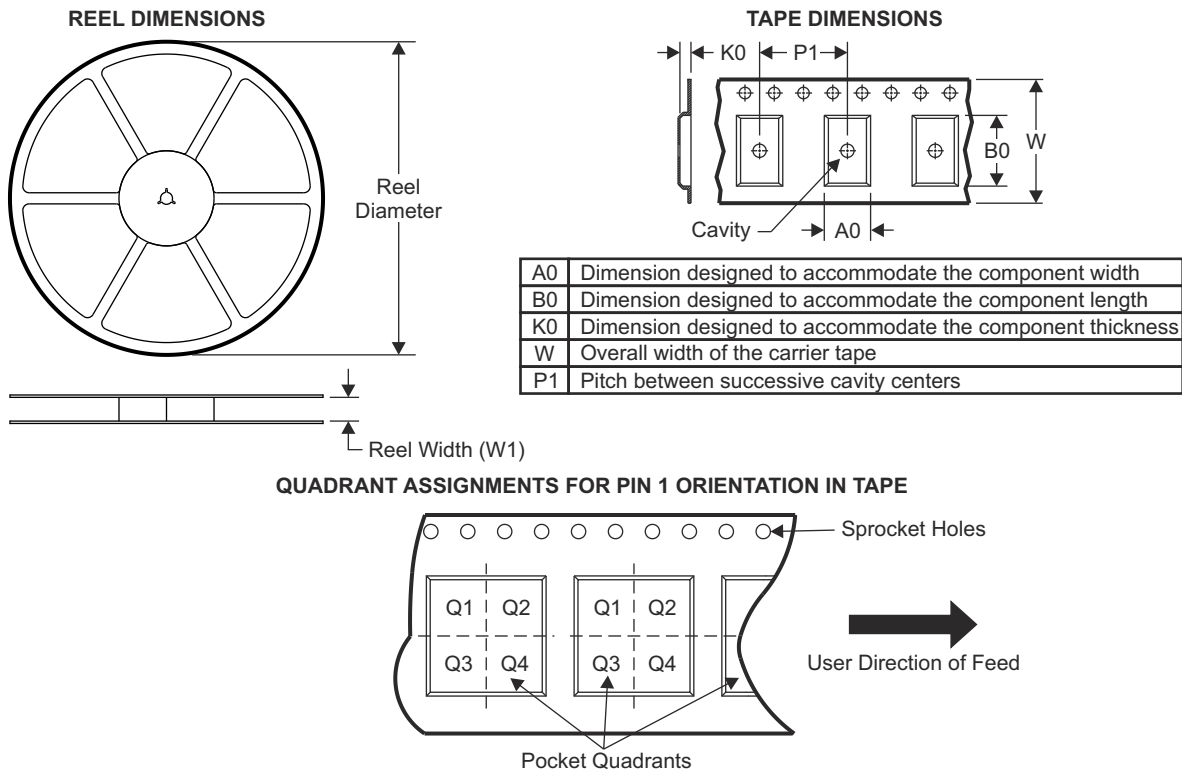 REEL DIMENSIONS
Reel
Diameter
Reel Width (W1)
TAPE DIMENSIONS
K0 P1
B0 W
Cavity A0
A0 Dimension designed to accommodate the component width
B0 Dimension designed to accommodate the component length
K0 Dimension designed to accommodate the component thickness
W Overall width of the carrier tape
P1 Pitch between successive cavity centers
QUADRANT ASSIGNMENTS FOR PIN 1 ORIENTATION IN TAPE
Sprocket Holes
Q1 Q2 Q1 Q2
Q3 Q4 Q3 Q4
User Direction of Feed
Pocket Quadrants